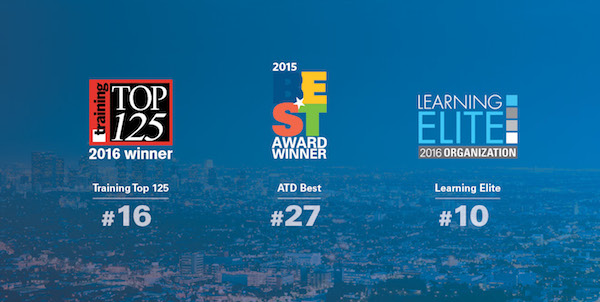 training
TOP
125
2016 winner
Training Top 125
#16
2015
BEST
AWARD
WINNER
ATD Best
#27
LEARNING
ELITE
2016 ORGANIZATION
Learning Elite
#10